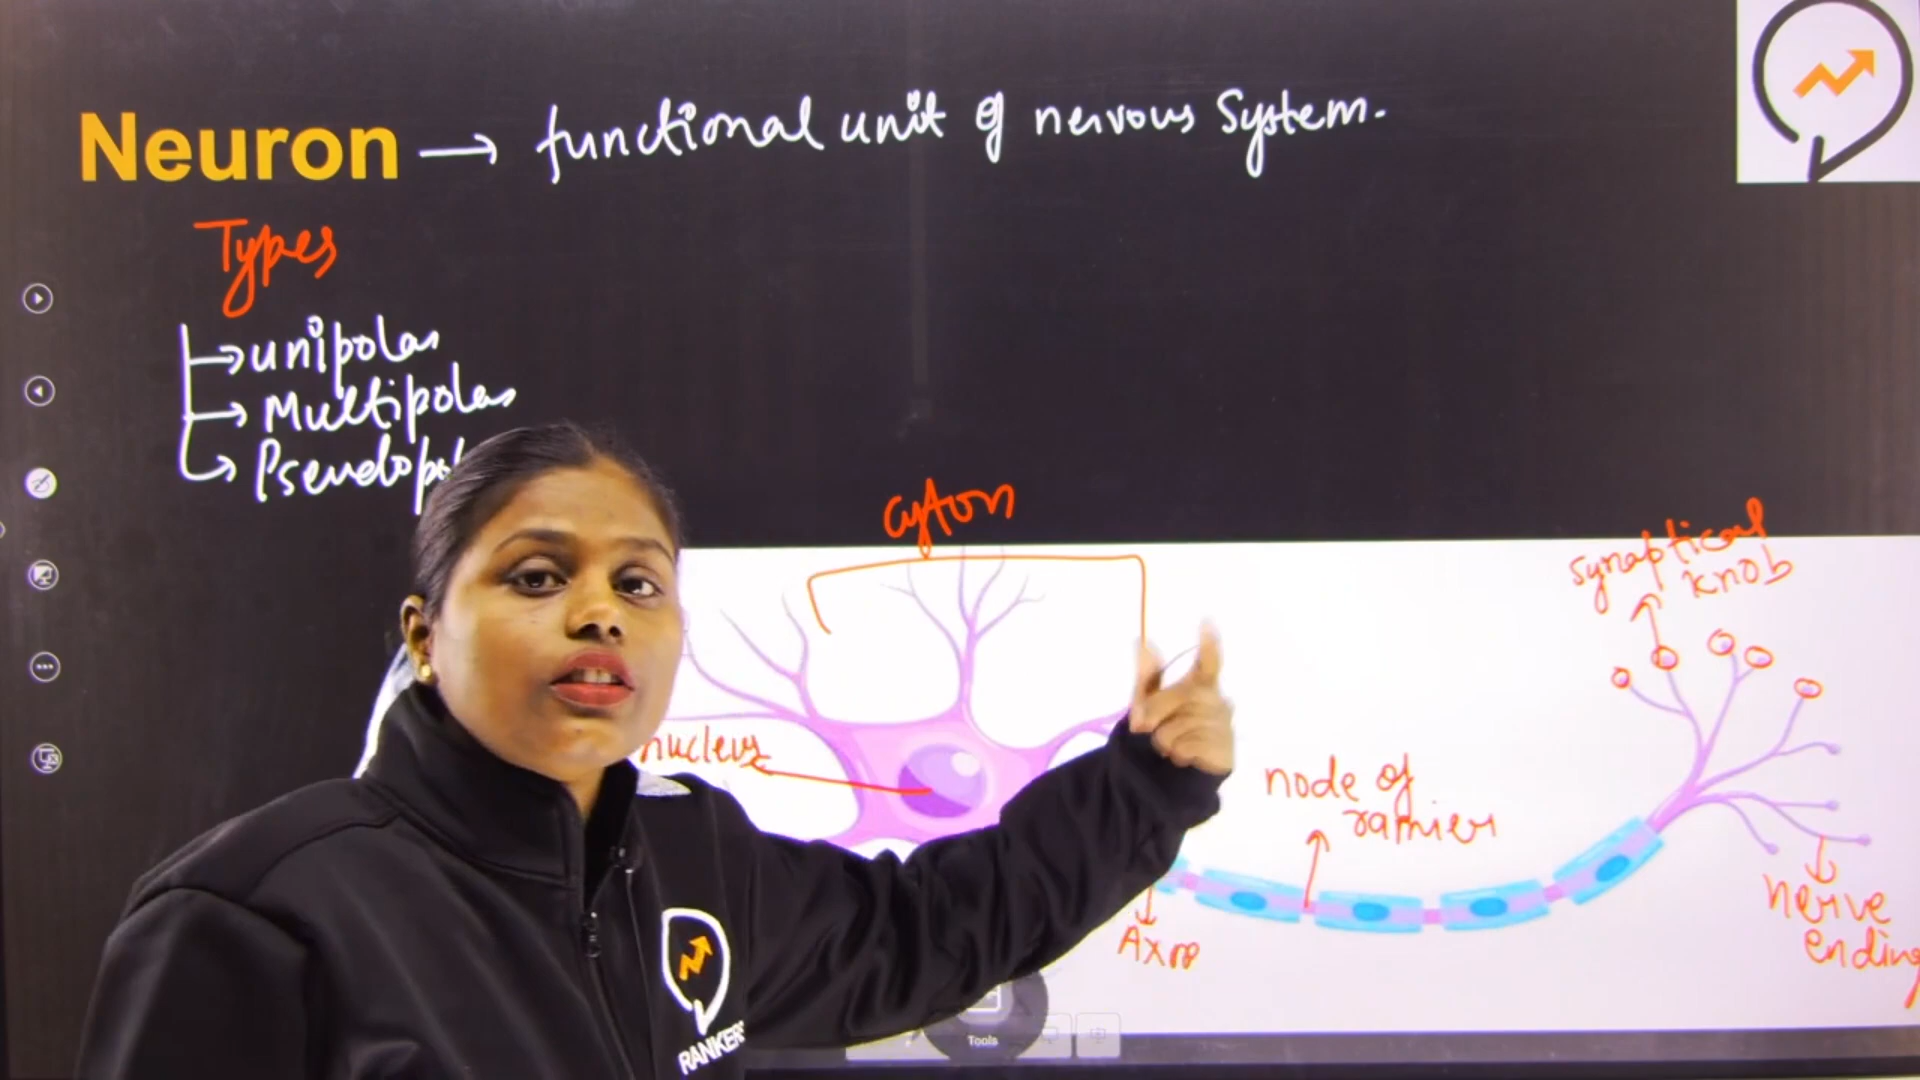 Neuron → functional unit of nervous System.
Types
→ unipolar
→ Multipolar
→ Pseudopol
cyton
synaptical
knob
nucleus
node of
ranvier
nerve
ending
Axon
RANKERS
Tools